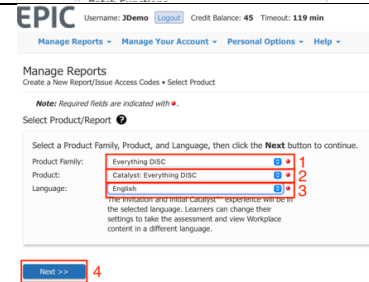 EPIC
Username: JDemo Logout Credit Balance: 45 Timeout: 119 min
Manage Reports Manage Your Account Personal Options Help
Manage Reports
Create a New Report/Issue Access Codes • Select Product
Note: Required fields are indicated with .
Select Product/Report ?
Select a Product Family, Product, and Language, then click the Next button to continue.
Product Family: Everything DiSC 1
Product: Catalyst: Everything DiSC 2
Language: English 3
The invitation and initial Catalyst™ experience will be in
the selected language. Learners can change their
settings to take the assessment and view Workplace
content in a different language.
Next >> 4